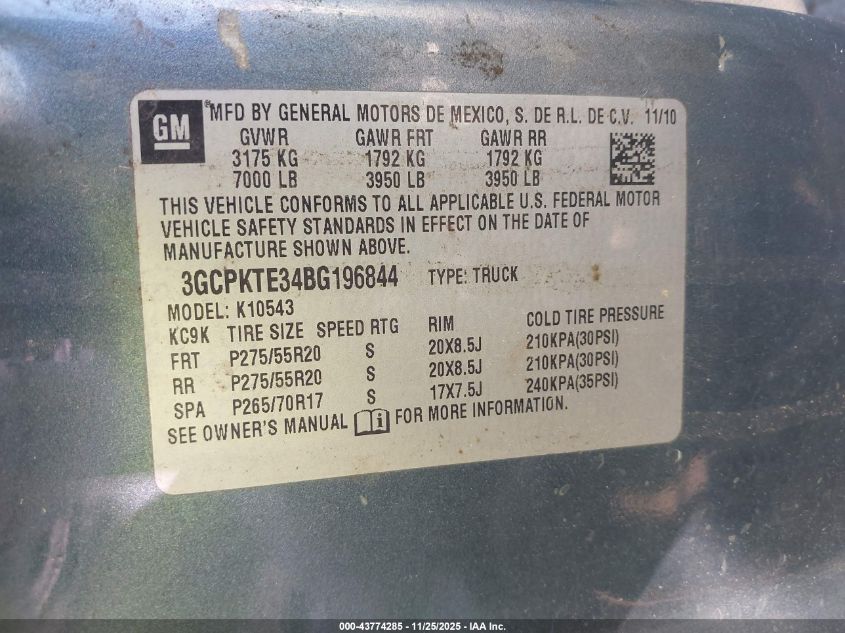 GM ® MFD BY GENERAL MOTORS DE MEXICO, S. DE R.L. DE C.V. 11/10
GVWR GAWR FRT GAWR RR
3175 KG 1792 KG 1792 KG
7000 LB 3950 LB 3950 LB
THIS VEHICLE CONFORMS TO ALL APPLICABLE U.S. FEDERAL MOTOR
VEHICLE SAFETY STANDARDS IN EFFECT ON THE DATE OF
MANUFACTURE SHOWN ABOVE.
3GCPKTE34BG196844 TYPE: TRUCK
MODEL: K10543
KC9K TIRE SIZE SPEED RTG RIM COLD TIRE PRESSURE
FRT P275/55R20 S 20X8.5J 210KPA(30PSI)
RR P275/55R20 S 20X8.5J 210KPA(30PSI)
SPA P265/70R17 S 17X7.5J 240KPA(35PSI)
SEE OWNER'S MANUAL i FOR MORE INFORMATION.
000-43774285 - 11/25/2025 - IAA Inc.